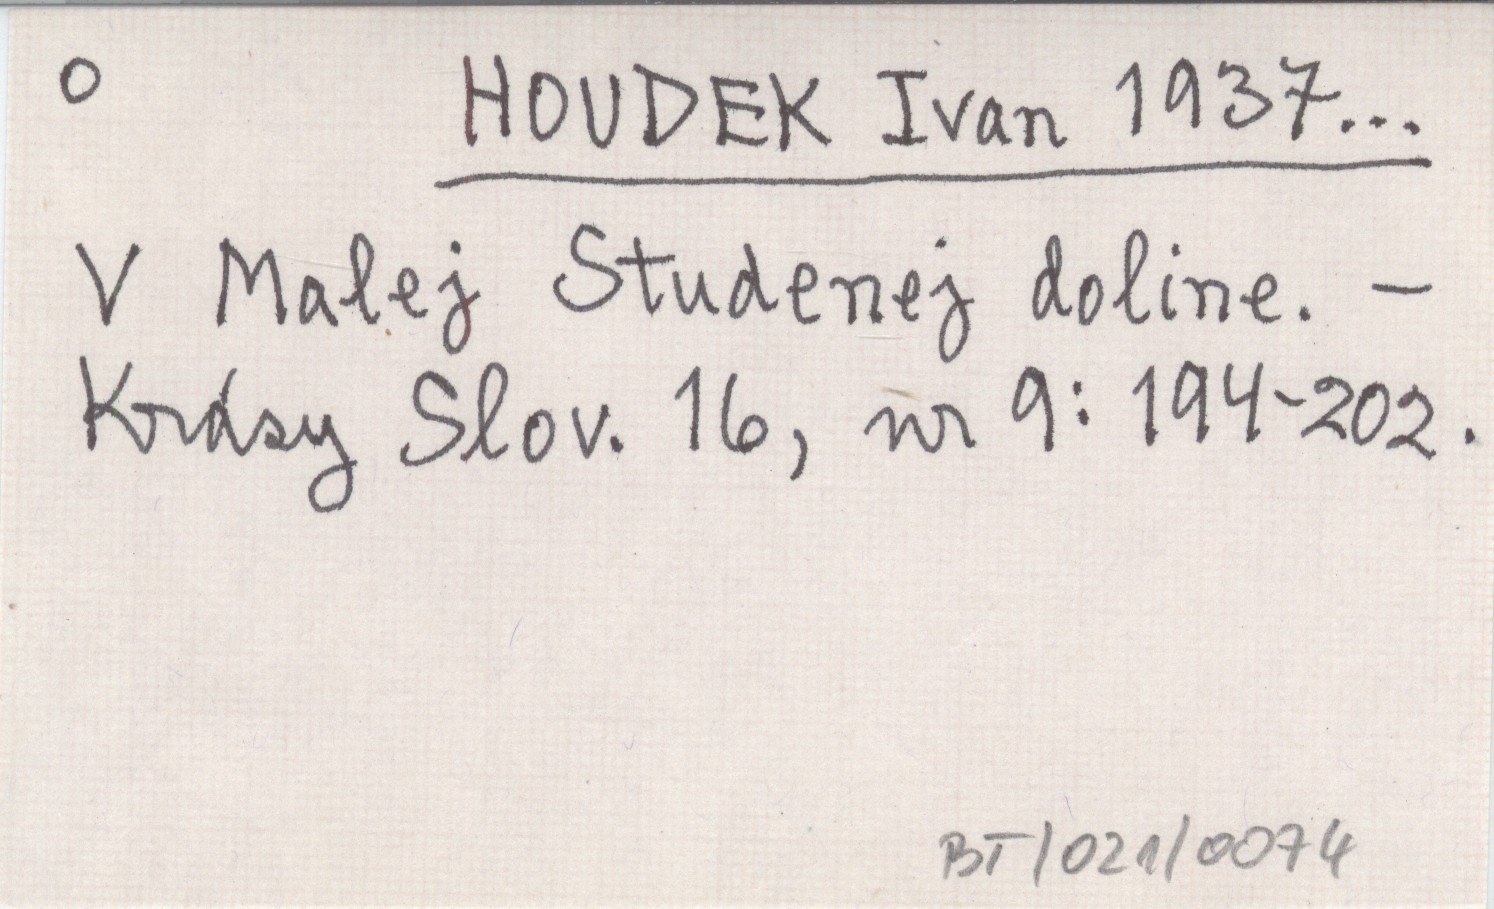 o
HOUDEK Ivan 1937...
V Malej Studenej doline. –
Krásy Slov. 16, nr 9: 194-202.
BT/021/0074